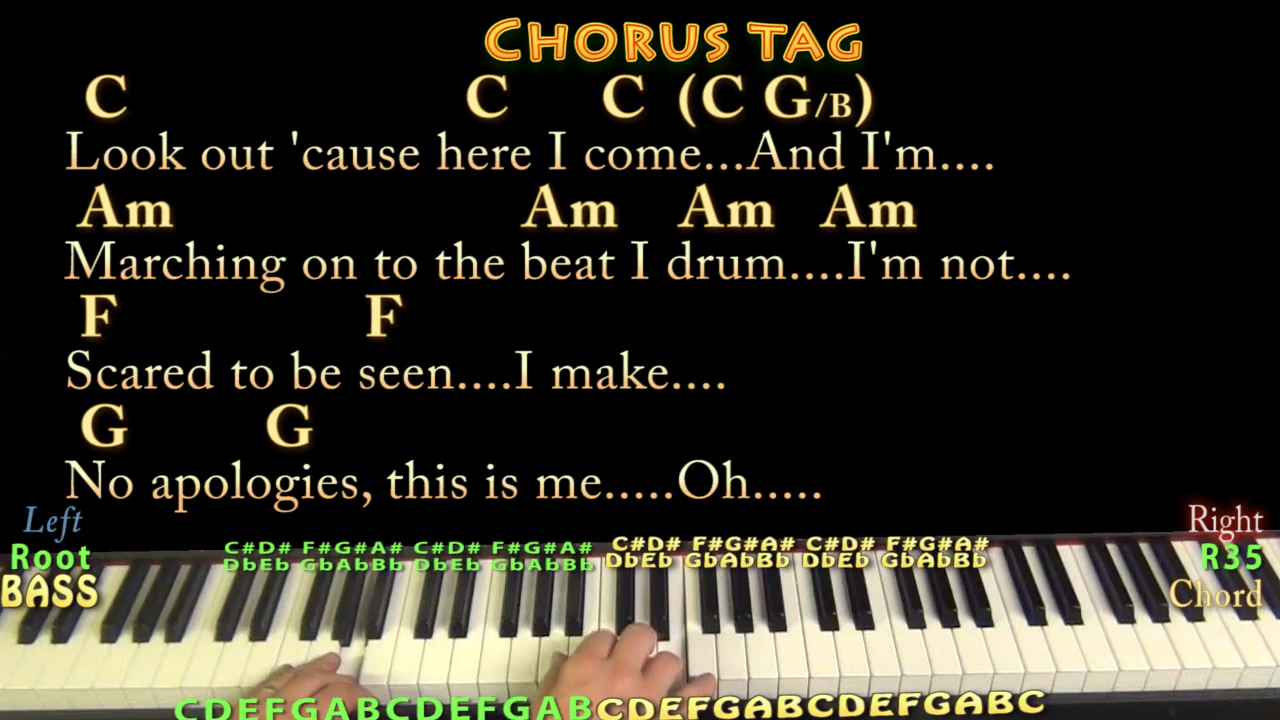 CHORUS TAG
C C C (C G/B)
Look out 'cause here I come...And I'm....
Am Am Am Am
Marching on to the beat I drum....I'm not....
F F
Scared to be seen....I make....
G G
No apologies, this is me.....Oh.....
Left
Root
BASS
Right
R35
Chord
C#D# F#G#A# C#D# F#G#A# C#D# F#G#A# C#D# F#G#A#
DbEb GbAbBb DbEb GbAbBb DbEb GbAbBb DbEb GbAbBb
CDEFGABCDEFGABCDEFGABCDEFGABC